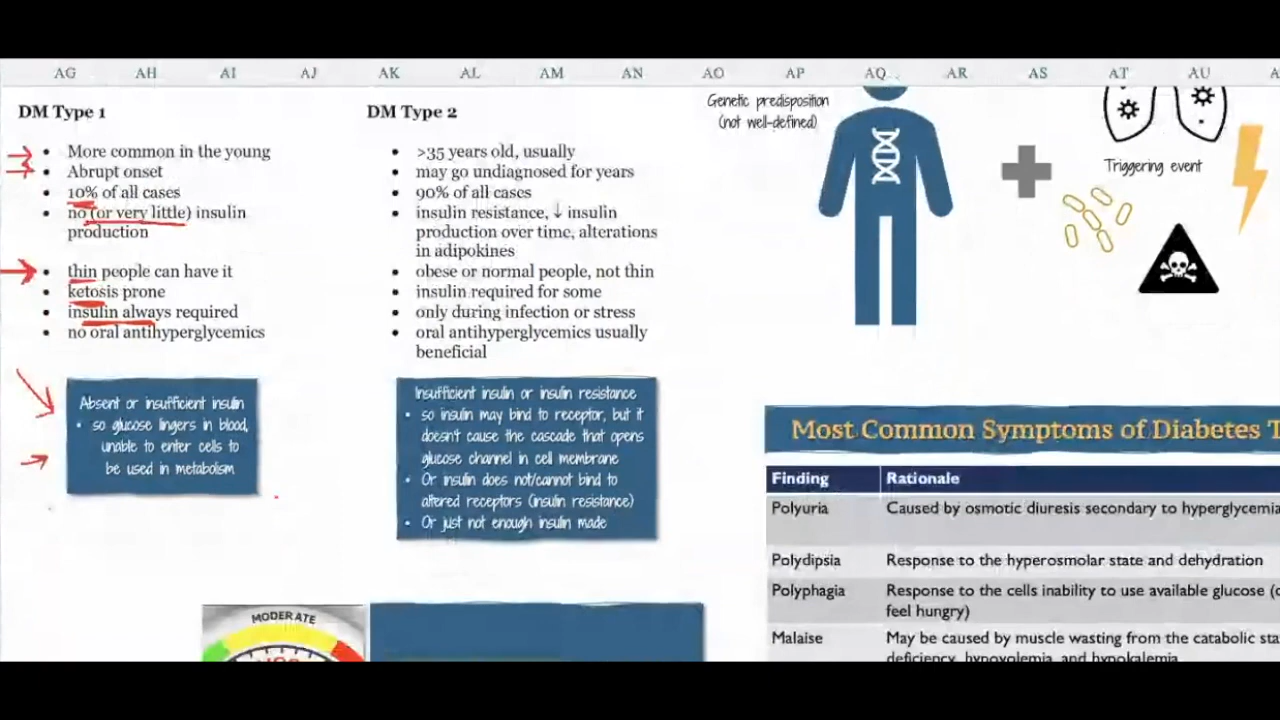 AG AH AI AJ AK AL AM AN AO AP AQ AR AS AT AU
DM Type 1
• More common in the young
• Abrupt onset
• 10% of all cases
• no (or very little) insulin
production
• thin people can have it
• ketosis prone
• insulin always required
• no oral antihyperglycemics
Absent or insufficient insulin
• so glucose lingers in blood,
unable to enter cells to
be used in metabolism
DM Type 2
• >35 years old, usually
• may go undiagnosed for years
• 90% of all cases
• insulin resistance, ↓ insulin
production over time, alterations
in adipokines
• obese or normal people, not thin
• insulin required for some
• only during infection or stress
• oral antihyperglycemics usually
beneficial
Insufficient insulin or insulin resistance
• so insulin may bind to receptor, but it
doesn't cause the cascade that opens
glucose channel in cell membrane
• Or insulin does not/cannot bind to
altered receptors (insulin resistance)
• Or just not enough insulin made
MODERATE
Genetic predisposition
(not well-defined)
Triggering event
Most Common Symptoms of Diabetes T
Finding Rationale
Polyuria Caused by osmotic diuresis secondary to hyperglycemia
Polydipsia Response to the hyperosmolar state and dehydration
Polyphagia Response to the cells inability to use available glucose (
feel hungry)
Malaise May be caused by muscle wasting from the catabolic sta
deficiency, hypovolemia, and hypokalemia